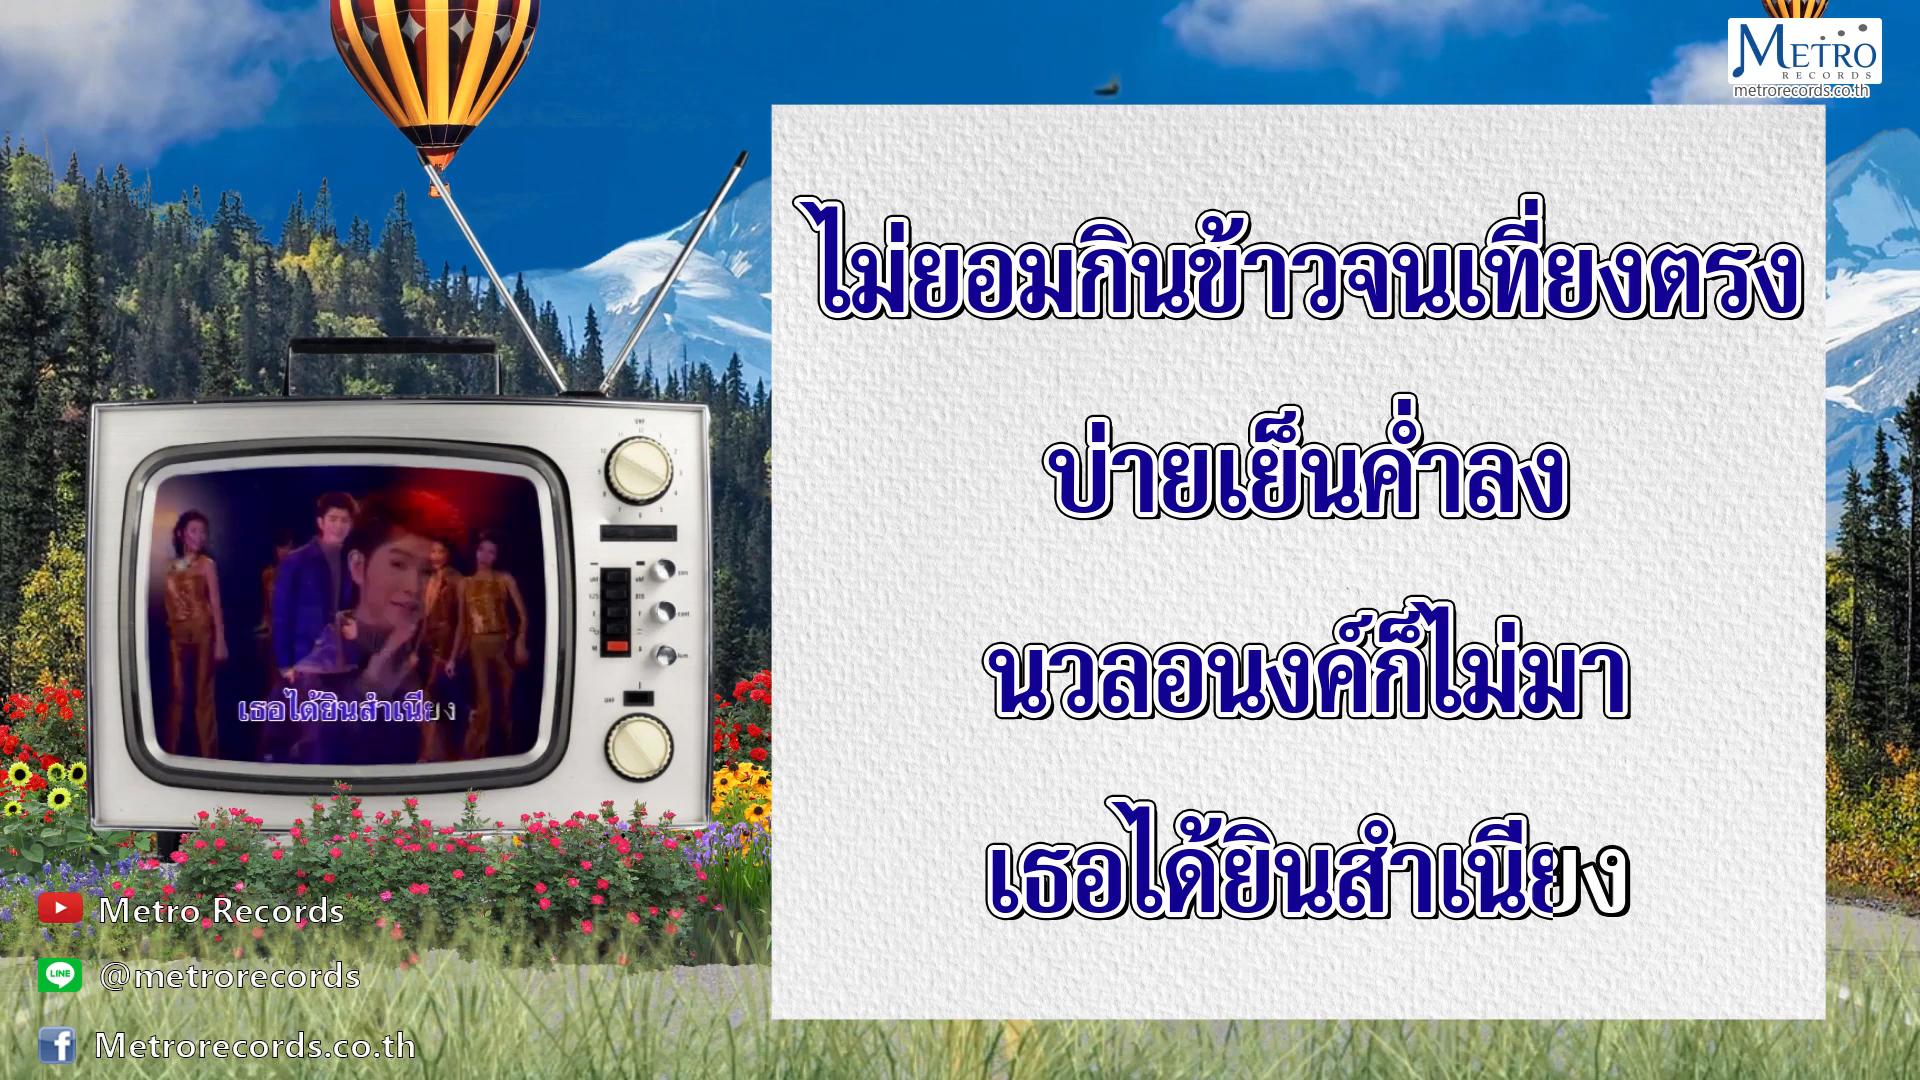 METRO
RECORDS
metrorecords.co.th
ไม่ยอมกินข้าวจนเที่ยงตรง
บ่ายเย็นค่ำลง
นวลอนงค์ก็ไม่มา
เธอได้ยินสำเนียง
เธอได้ยินสำเนียง
Metro Records
LINE @metrorecords
f Metrorecords.co.th